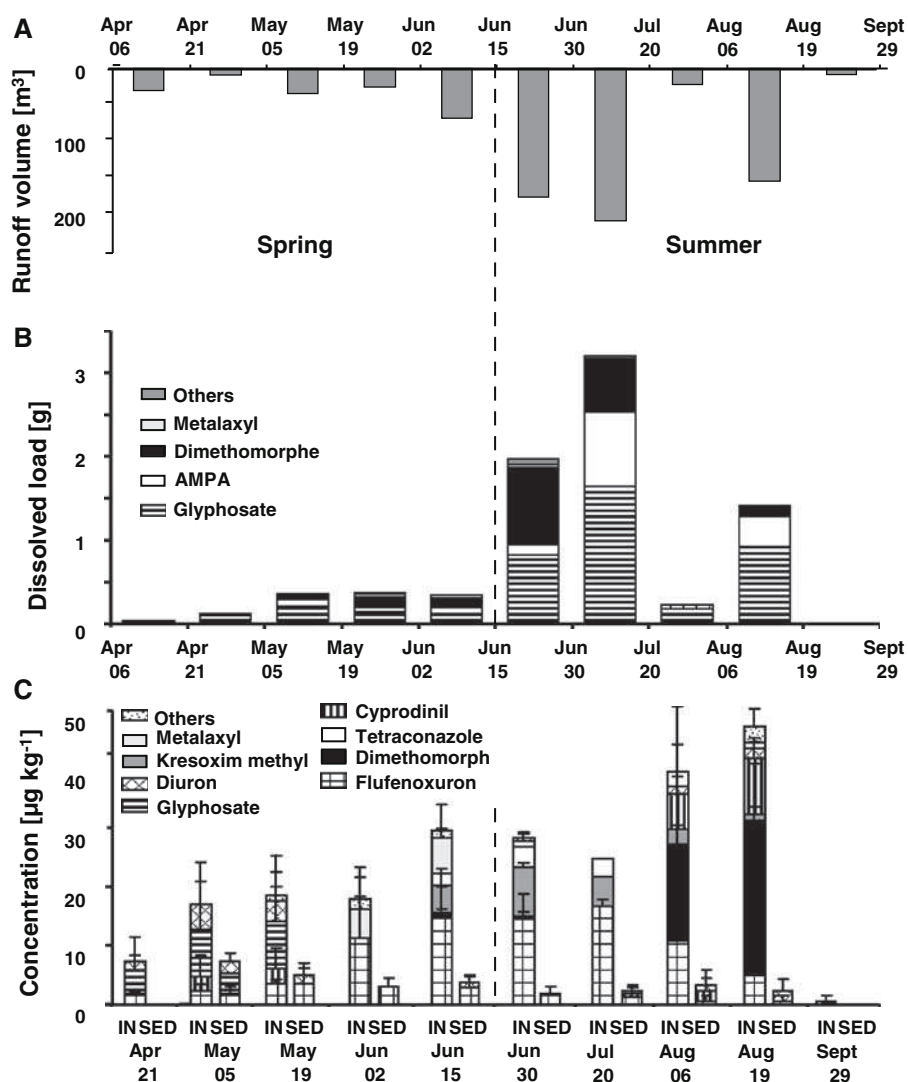 A
Apr Apr May May Jun Jun Jun Jul Aug Aug Sept
06 21 05 19 02 15 30 20 06 19 29
Runoff volume [m³]
0
100
200
Spring
Summer
B
Dissolved load [g]
3
2
1
0
Others
Metalaxyl
Dimethomorphe
AMPA
Glyphosate
Apr Apr May May Jun Jun Jun Jul Aug Aug Sept
06 21 05 19 02 15 30 20 06 19 29
C
Concentration [µg kg⁻¹]
50
40
30
20
10
0
Others
Metalaxyl
Kresoxim methyl
Diuron
Glyphosate
Cyprodinil
Tetraconazole
Dimethomorph
Flufenoxuron
IN SED IN SED IN SED IN SED IN SED IN SED IN SED IN SED IN SED IN SED
Apr May May Jun Jun Jun Jul Aug Aug Sept
21 05 19 02 15 30 20 06 19 29